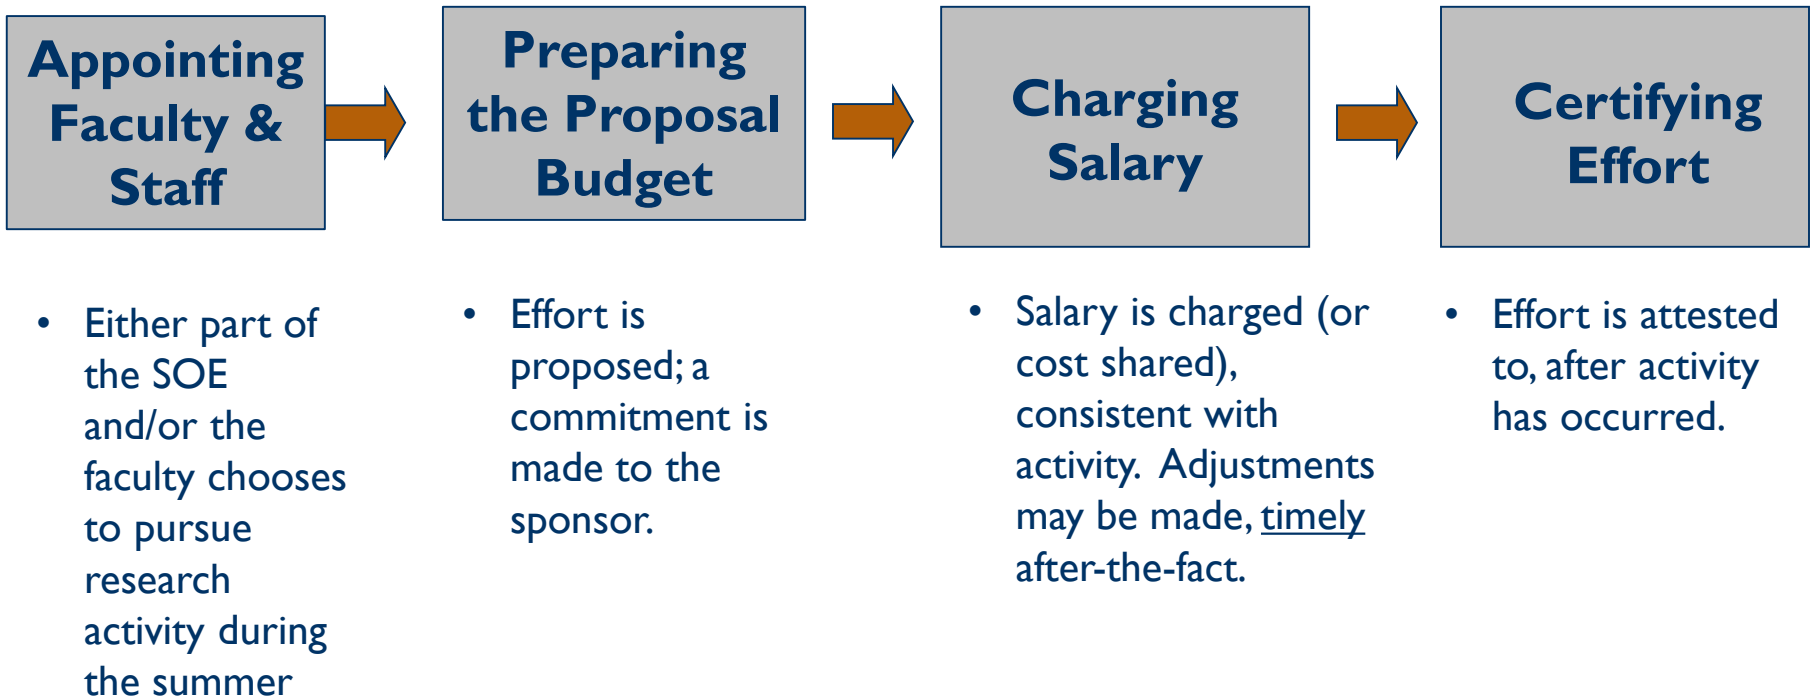 Appointing
Faculty &
Staff
Preparing
the Proposal
Budget
Charging
Salary
Certifying
Effort
• Either part of
the SOE
and/or the
faculty chooses
to pursue
research
activity during
the summer
• Effort is
proposed; a
commitment is
made to the
sponsor.
• Salary is charged (or
cost shared),
consistent with
activity. Adjustments
may be made, timely
after-the-fact.
• Effort is attested
to, after activity
has occurred.